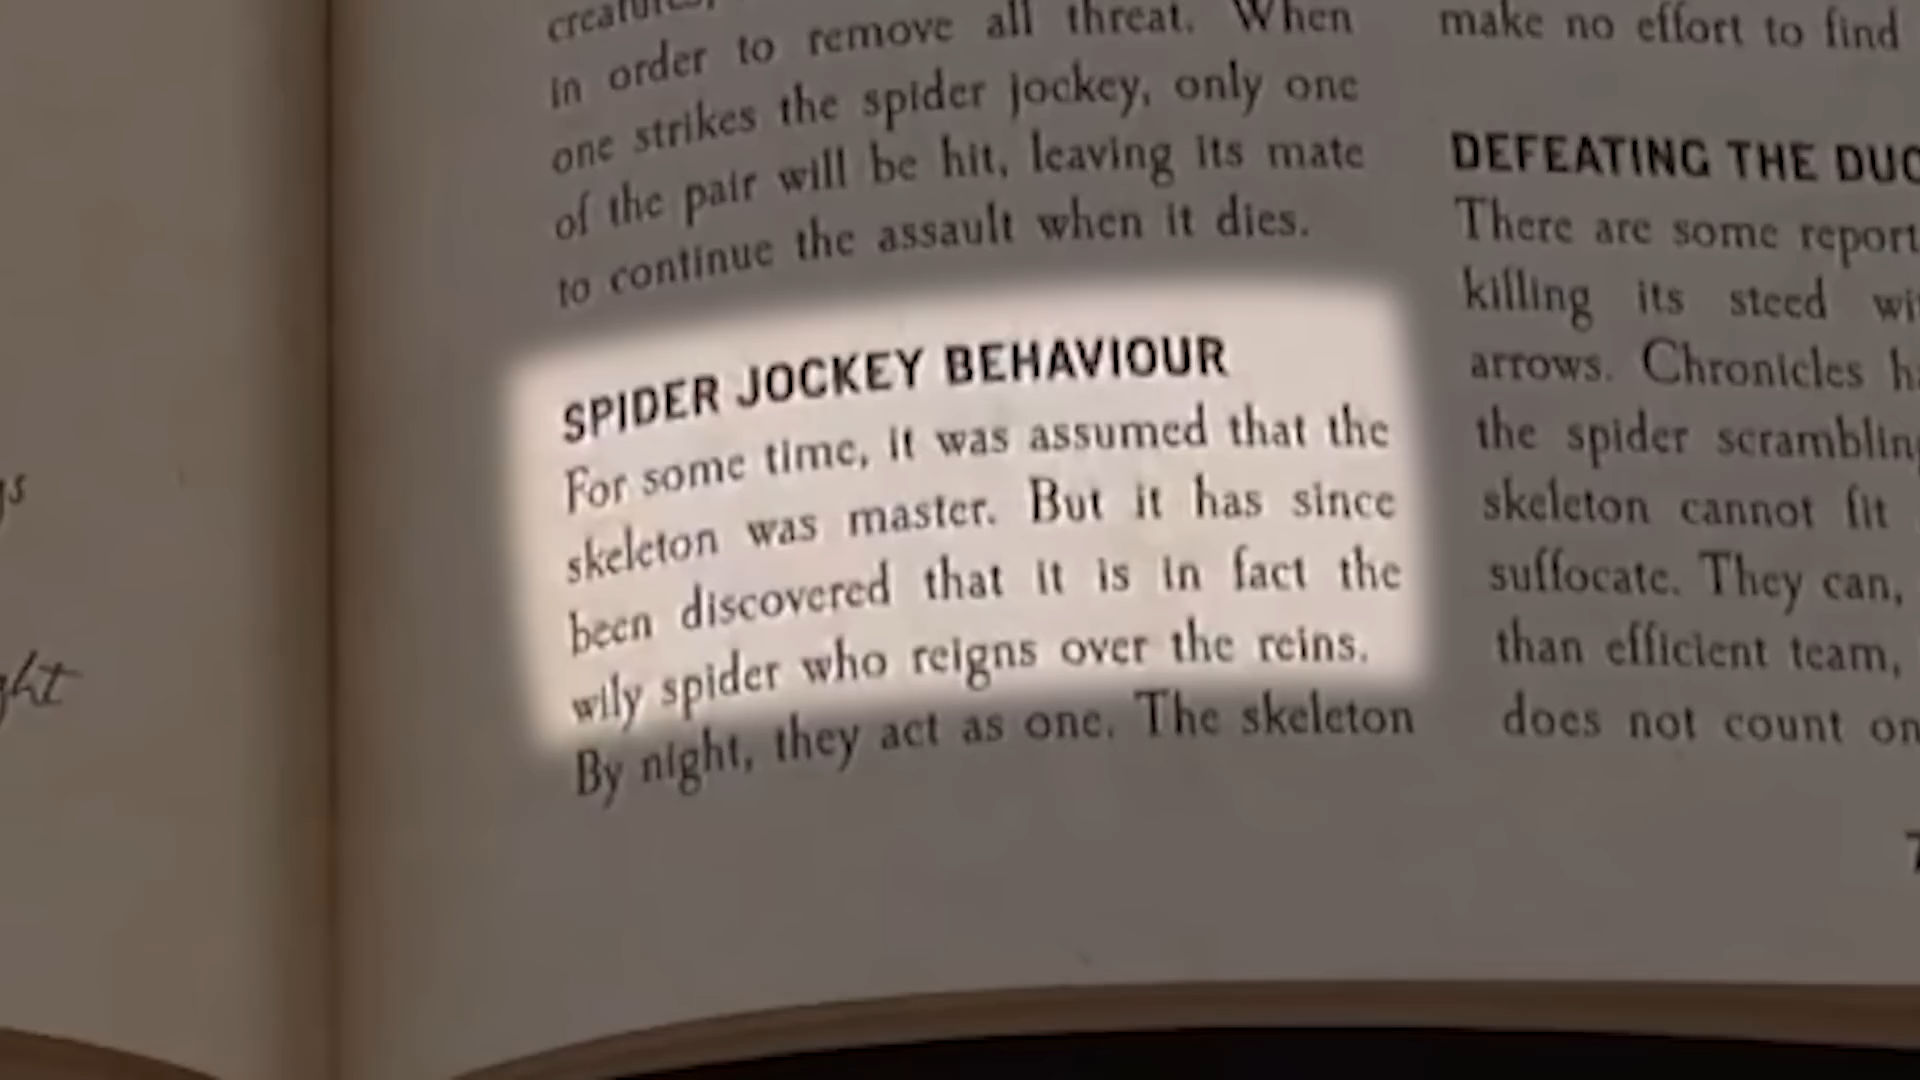 in order to remove all threat. When
one strikes the spider jockey, only one
of the pair will be hit, leaving its mate
to continue the assault when it dies.
SPIDER JOCKEY BEHAVIOUR
For some time, it was assumed that the
skeleton was master. But it has since
been discovered that it is in fact the
wily spider who reigns over the reins.
By night, they act as one. The skeleton
make no effort to find
DEFEATING THE
There are some
killing its steed
arrows. Chronicles
the spider
skeleton cannot fit
suffocate. They can,
than efficient team,
does not count